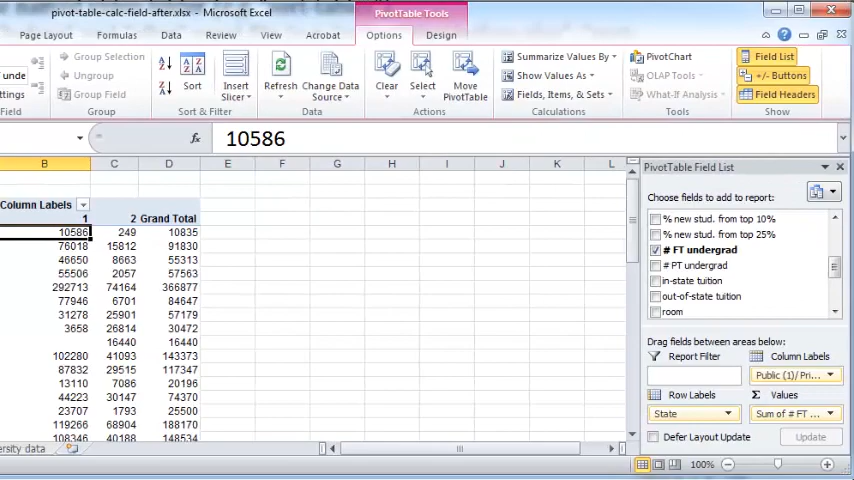 pivot-table-calc-field-after.xlsx - Microsoft Excel
PivotTable Tools
Page Layout Formulas Data Review View Acrobat Options Design
unde
ttings
Field
Group Selection
Ungroup
Group Field
Group
Sort
Sort & Filter
Insert
Slicer
Refresh
Change Data
Source
Data
Clear
Select
Move
PivotTable
Actions
Summarize Values By
Show Values As
Fields, Items, & Sets
Calculations
PivotChart
OLAP Tools
What-If Analysis
Tools
Field List
+/- Buttons
Field Headers
Show
fx 10586
B C D E F G H I J K L
Column Labels
1 2 Grand Total
10586 249 10835
76018 15812 91830
46650 8663 55313
55506 2057 57563
292713 74164 366877
77946 6701 84647
31278 25901 57179
3658 26814 30472
16440 16440
102280 41093 143373
87832 29515 117347
13110 7086 20196
44223 30147 74370
23707 1793 25500
119266 68904 188170
108346 40188 148534
ersity data
PivotTable Field List
Choose fields to add to report:
% new stud. from top 10%
% new stud. from top 25%
# FT undergrad
# PT undergrad
in-state tuition
out-of-state tuition
room
Drag fields between areas below:
Report Filter
Column Labels
Public (1)/ Pri...
Row Labels
State
Σ Values
Sum of # FT ...
Defer Layout Update
Update
100%